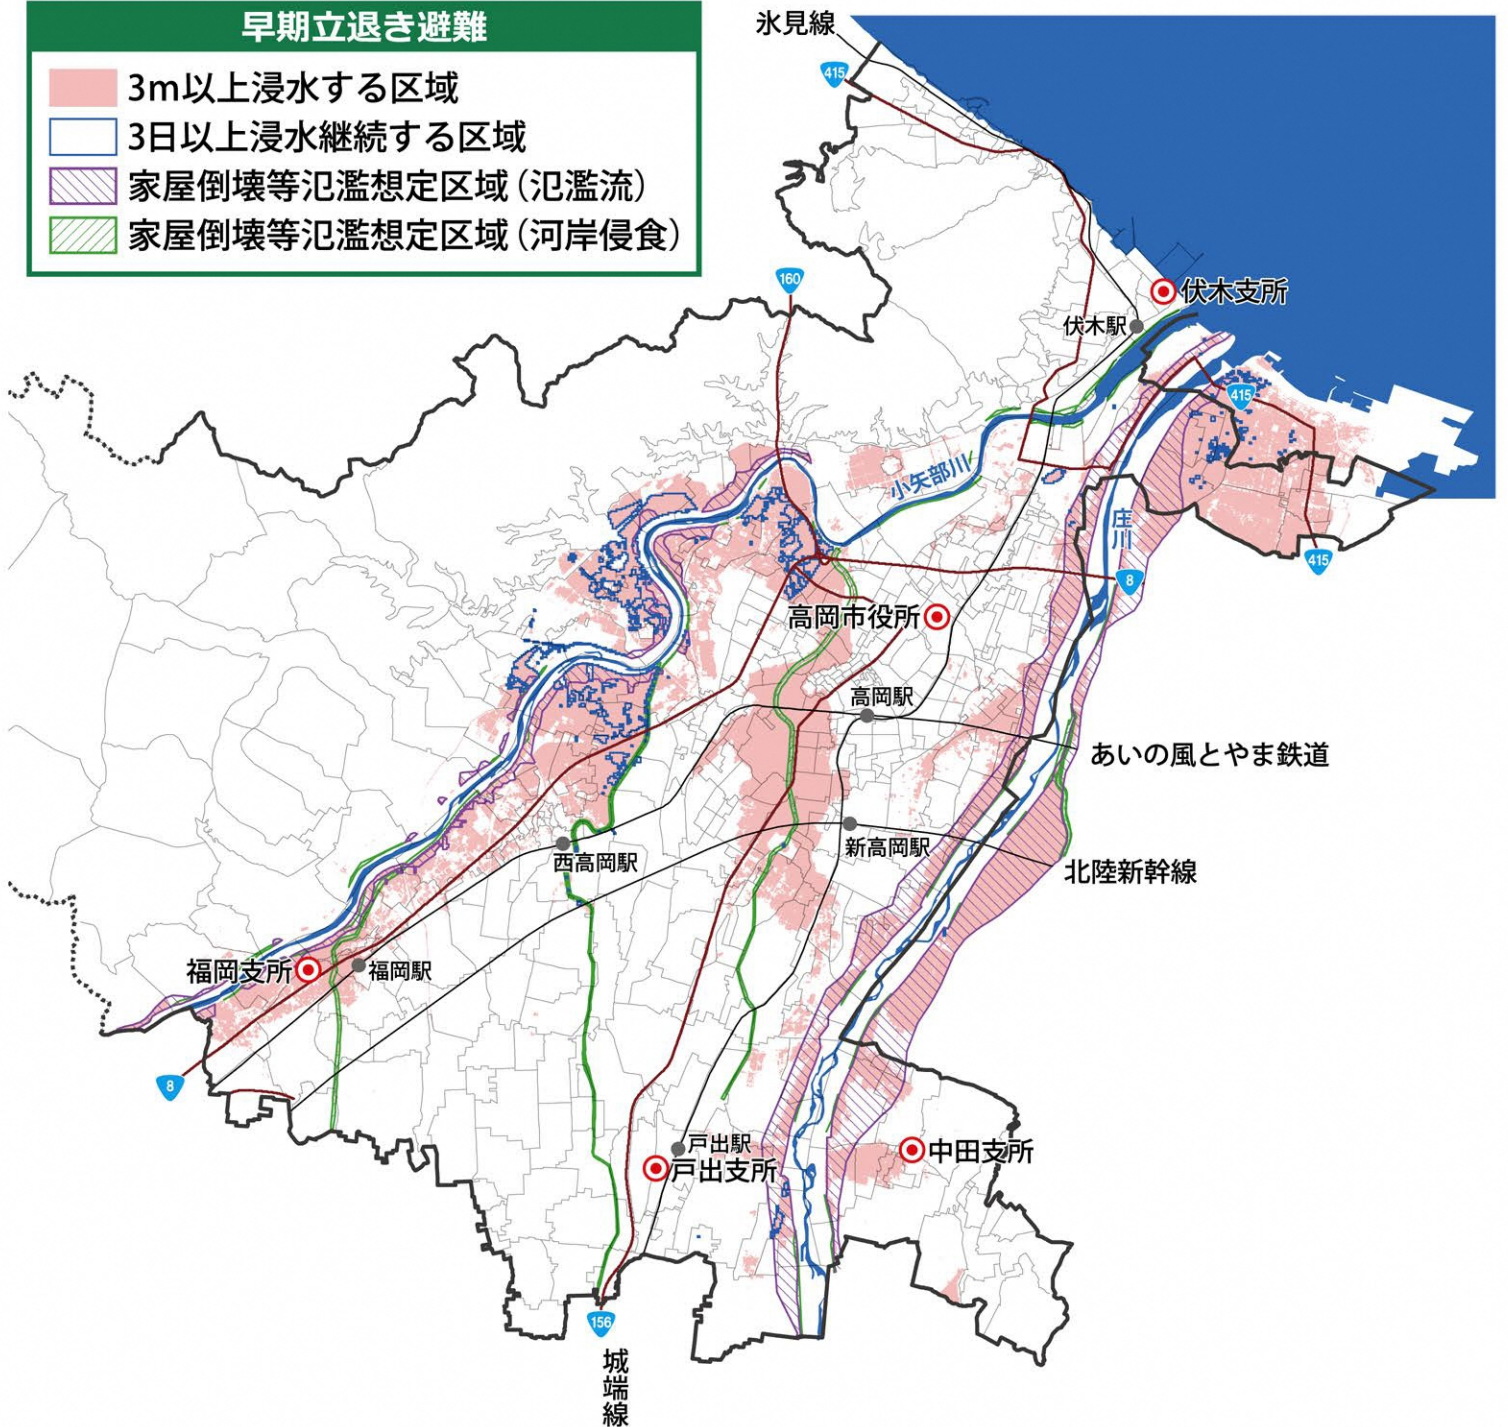 早期立退き避難
3m以上浸水する区域
3日以上浸水継続する区域
家屋倒壊等氾濫想定区域（氾濫流）
家屋倒壊等氾濫想定区域（河岸侵食）
氷見線
415
160
伏木支所
伏木駅
415
小矢部川
庄川
415
8
高岡市役所
高岡駅
あいの風とやま鉄道
新高岡駅
西高岡駅
北陸新幹線
福岡支所
福岡駅
8
戸出駅
戸出支所
中田支所
156
城端線